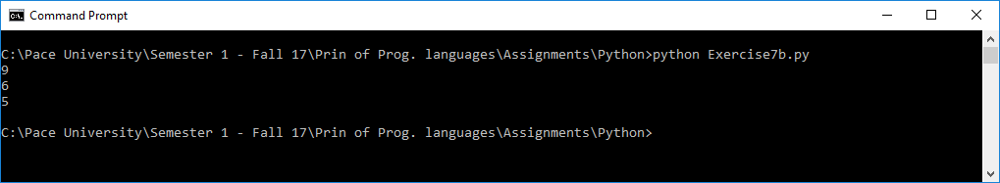 Command Prompt
C:\Pace University\Semester 1 - Fall 17\Prin of Prog. languages\Assignments\Python>python Exercise7b.py
9
6
5
C:\Pace University\Semester 1 - Fall 17\Prin of Prog. languages\Assignments\Python>